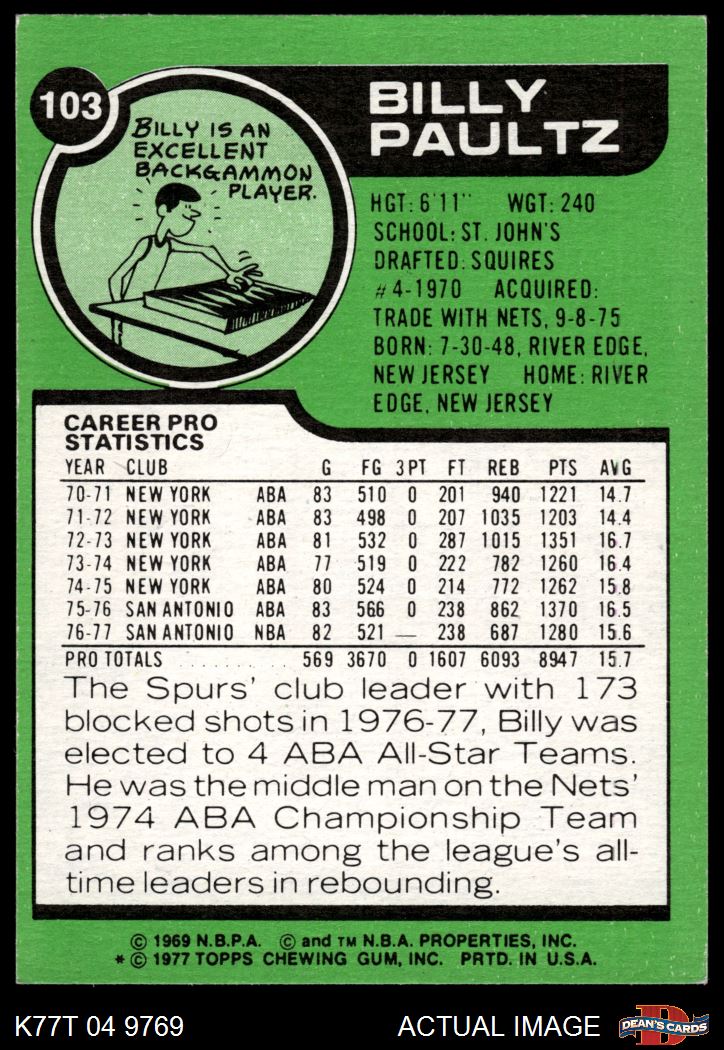 103
BILLY IS AN
EXCELLENT
BACKGAMMON
PLAYER.
BILLY
PAULTZ
HGT: 6'11" WGT: 240
SCHOOL: ST. JOHN'S
DRAFTED: SQUIRES
#4-1970 ACQUIRED:
TRADE WITH NETS, 9-8-75
BORN: 7-30-48, RIVER EDGE,
NEW JERSEY HOME: RIVER
EDGE, NEW JERSEY
CAREER PRO
STATISTICS
YEAR CLUB G FG 3PT FT REB PTS AVG
70-71 NEW YORK ABA 83 510 0 201 940 1221 14.7
71-72 NEW YORK ABA 83 498 0 207 1035 1203 14.4
72-73 NEW YORK ABA 81 532 0 287 1015 1351 16.7
73-74 NEW YORK ABA 77 519 0 222 782 1260 16.4
74-75 NEW YORK ABA 80 524 0 214 772 1262 15.8
75-76 SAN ANTONIO ABA 83 566 0 238 862 1370 16.5
76-77 SAN ANTONIO NBA 82 521 — 238 687 1280 15.6
PRO TOTALS . . . . . . . . 569 3670 0 1607 6093 8947 15.7
The Spurs' club leader with 173
blocked shots in 1976-77, Billy was
elected to 4 ABA All-Star Teams.
He was the middle man on the Nets'
1974 ABA Championship Team
and ranks among the league's all-
time leaders in rebounding.
© 1969 N.B.P.A. © and TM N.B.A. PROPERTIES, INC.
* © 1977 TOPPS CHEWING GUM, INC. PRTD. IN U.S.A.
K77T 04 9769 ACTUAL IMAGE
D
DEAN'S CARDS